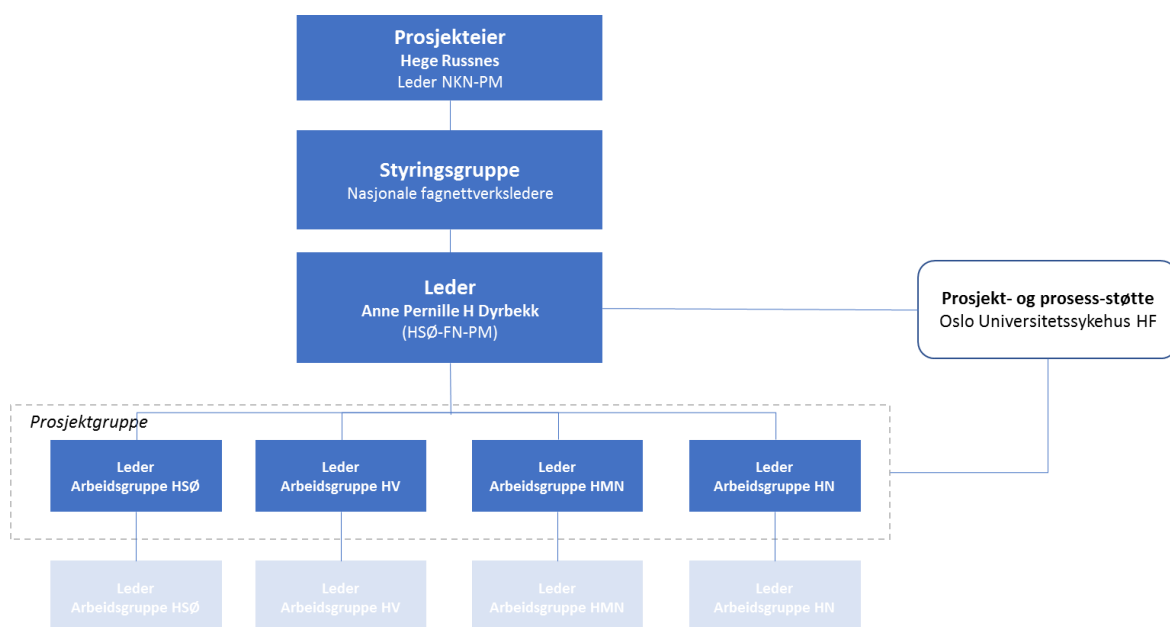 Prosjekteier
Hege Russnes
Leder NKN-PM
Styringsgruppe
Nasjonale fagnettverksledere
Leder
Anne Pernille H Dyrbekk
(HSØ-FN-PM)
Prosjekt- og prosess-støtte
Oslo Universitetssykehus HF
Prosjektgruppe
Leder
Arbeidsgruppe HSØ
Leder
Arbeidsgruppe HV
Leder
Arbeidsgruppe HMN
Leder
Arbeidsgruppe HN
Leder
Arbeidsgruppe HSØ
Leder
Arbeidsgruppe HV
Leder
Arbeidsgruppe HMN
Leder
Arbeidsgruppe HN